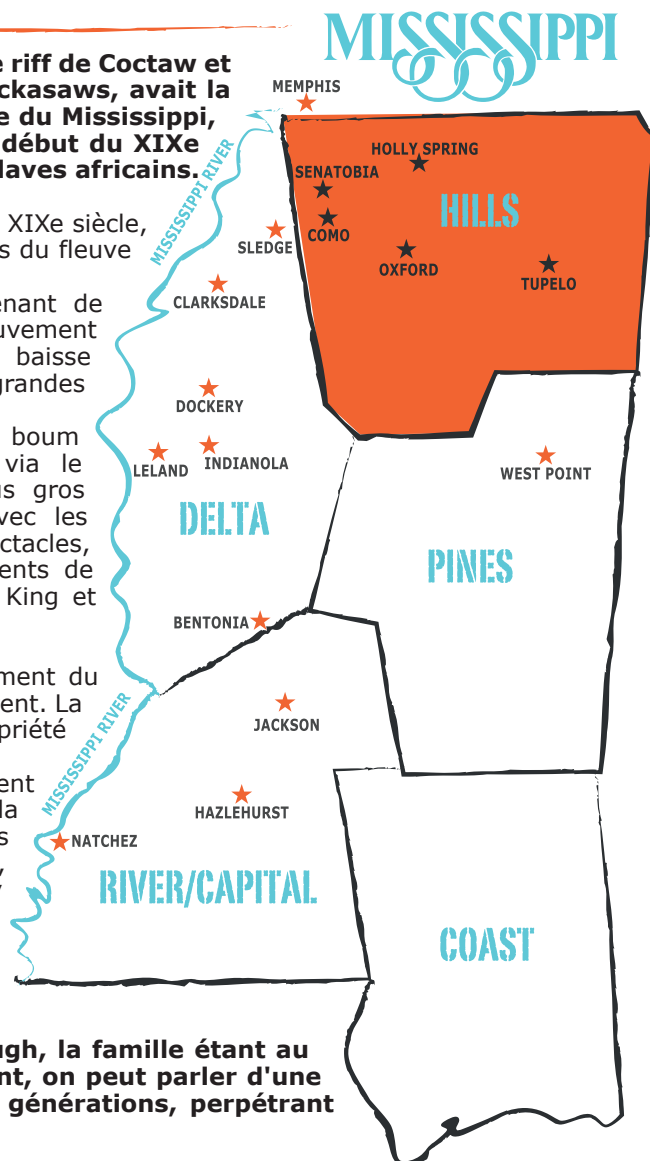 MISSISSIPPI
e riff de Coctaw et
ckasaws, avait la
e du Mississippi,
début du XIXe
laves africains.
XIXe siècle,
s du fleuve
enant de
uvement
baisse
grandes
boum
via le
us gros
vec les
ctacles,
ents de
King et
ment du
ent. La
priété
ent
la
s
,
ugh, la famille étant au
nt, on peut parler d'une
générations, perpétrant
MEMPHIS
MISSISSIPPI RIVER
HOLLY SPRING
SENATOBIA
HILLS
COMO
SLEDGE
OXFORD
TUPELO
CLARKSDALE
DOCKERY
LELAND
INDIANOLA
WEST POINT
DELTA
PINES
BENTONIA
MISSISSIPPI RIVER
JACKSON
HAZLEHURST
NATCHEZ
RIVER/CAPITAL
COAST